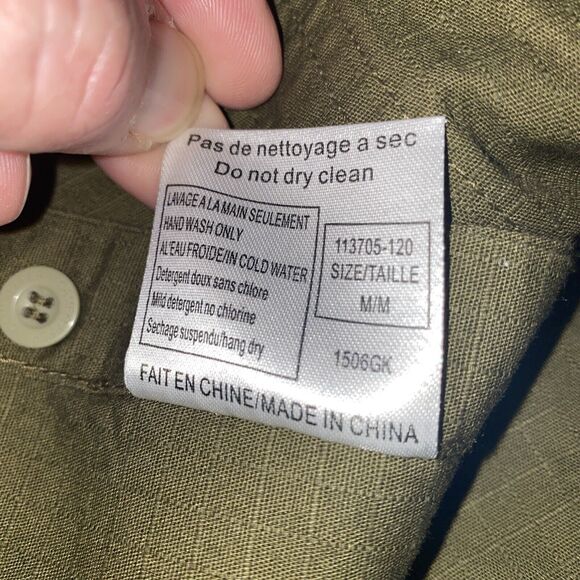 Pas de nettoyage a sec
Do not dry clean
LAVAGE A LA MAIN SEULEMENT
HAND WASH ONLY
AL'EAU FROIDE/IN COLD WATER
Detergent doux sans chlore
Mild detergent no chlorine
Sechage suspendu/hang dry
113705-120
SIZE/TAILLE
M/M
1506GK
FAIT EN CHINE/MADE IN CHINA